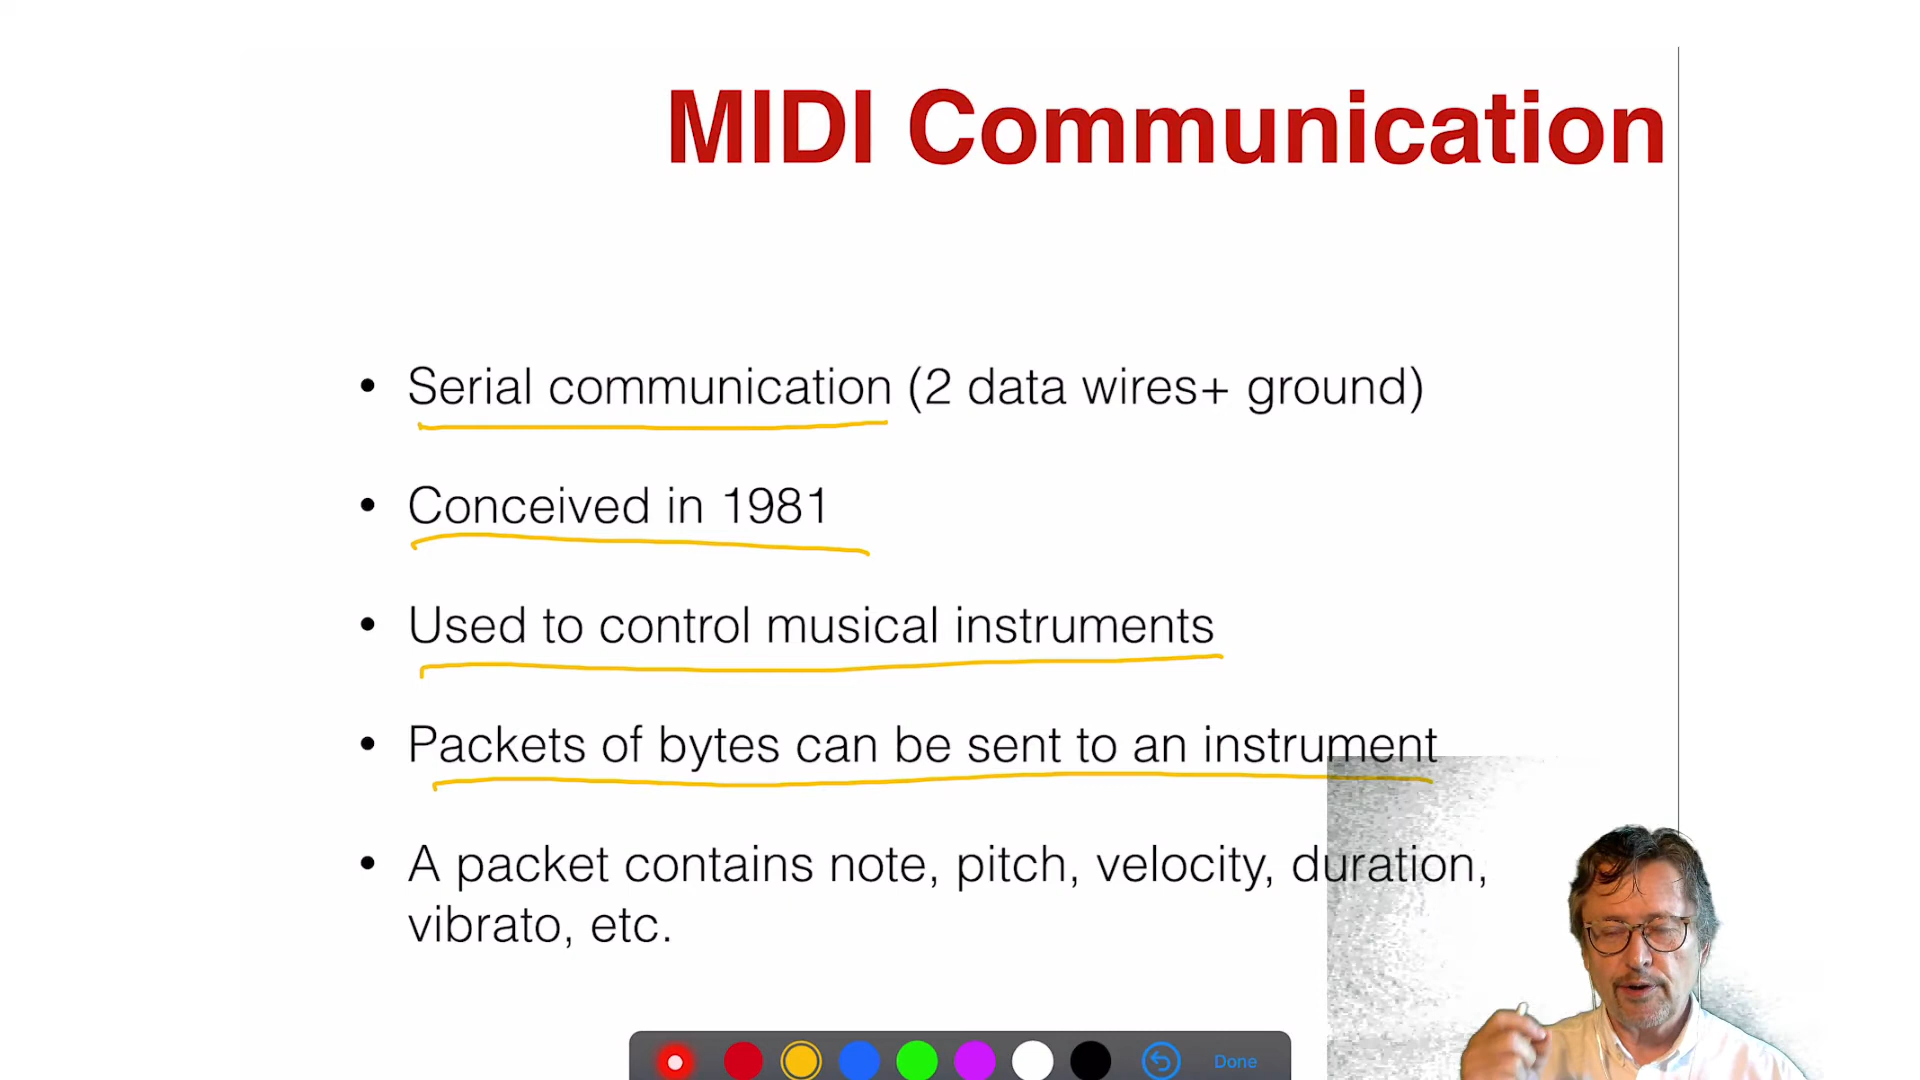 MIDI Communication
• Serial communication (2 data wires+ ground)
• Conceived in 1981
• Used to control musical instruments
• Packets of bytes can be sent to an instrument
• A packet contains note, pitch, velocity, duration,
vibrato, etc.
Done